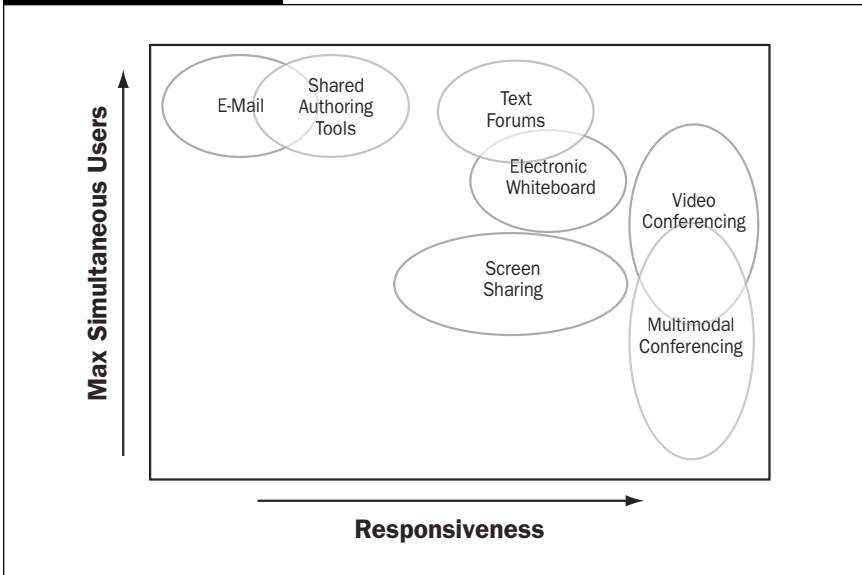 Max Simultaneous Users
E-Mail
Shared
Authoring
Tools
Text
Forums
Electronic
Whiteboard
Video
Conferencing
Screen
Sharing
Multimodal
Conferencing
Responsiveness